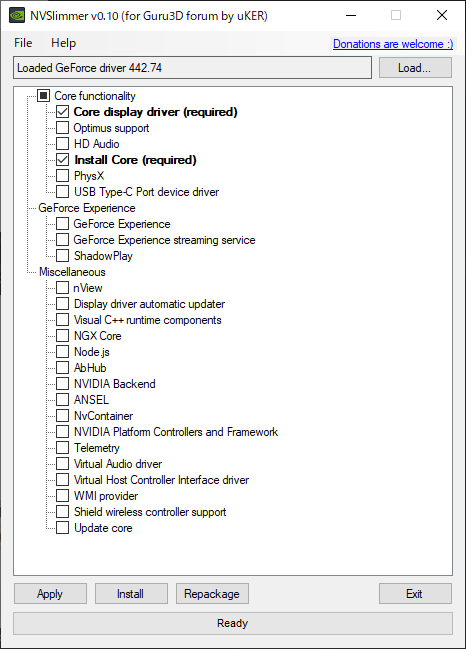 NVSlimmer v0.10 (for Guru3D forum by uKER)
File Help Donations are welcome :)
Loaded GeForce driver 442.74 Load...
Core functionality
Core display driver (required)
Optimus support
HD Audio
Install Core (required)
PhysX
USB Type-C Port device driver
GeForce Experience
GeForce Experience
GeForce Experience streaming service
ShadowPlay
Miscellaneous
nView
Display driver automatic updater
Visual C++ runtime components
NGX Core
Node.js
AbHub
NVIDIA Backend
ANSEL
NvContainer
NVIDIA Platform Controllers and Framework
Telemetry
Virtual Audio driver
Virtual Host Controller Interface driver
WMI provider
Shield wireless controller support
Update core
Apply Install Repackage Exit
Ready